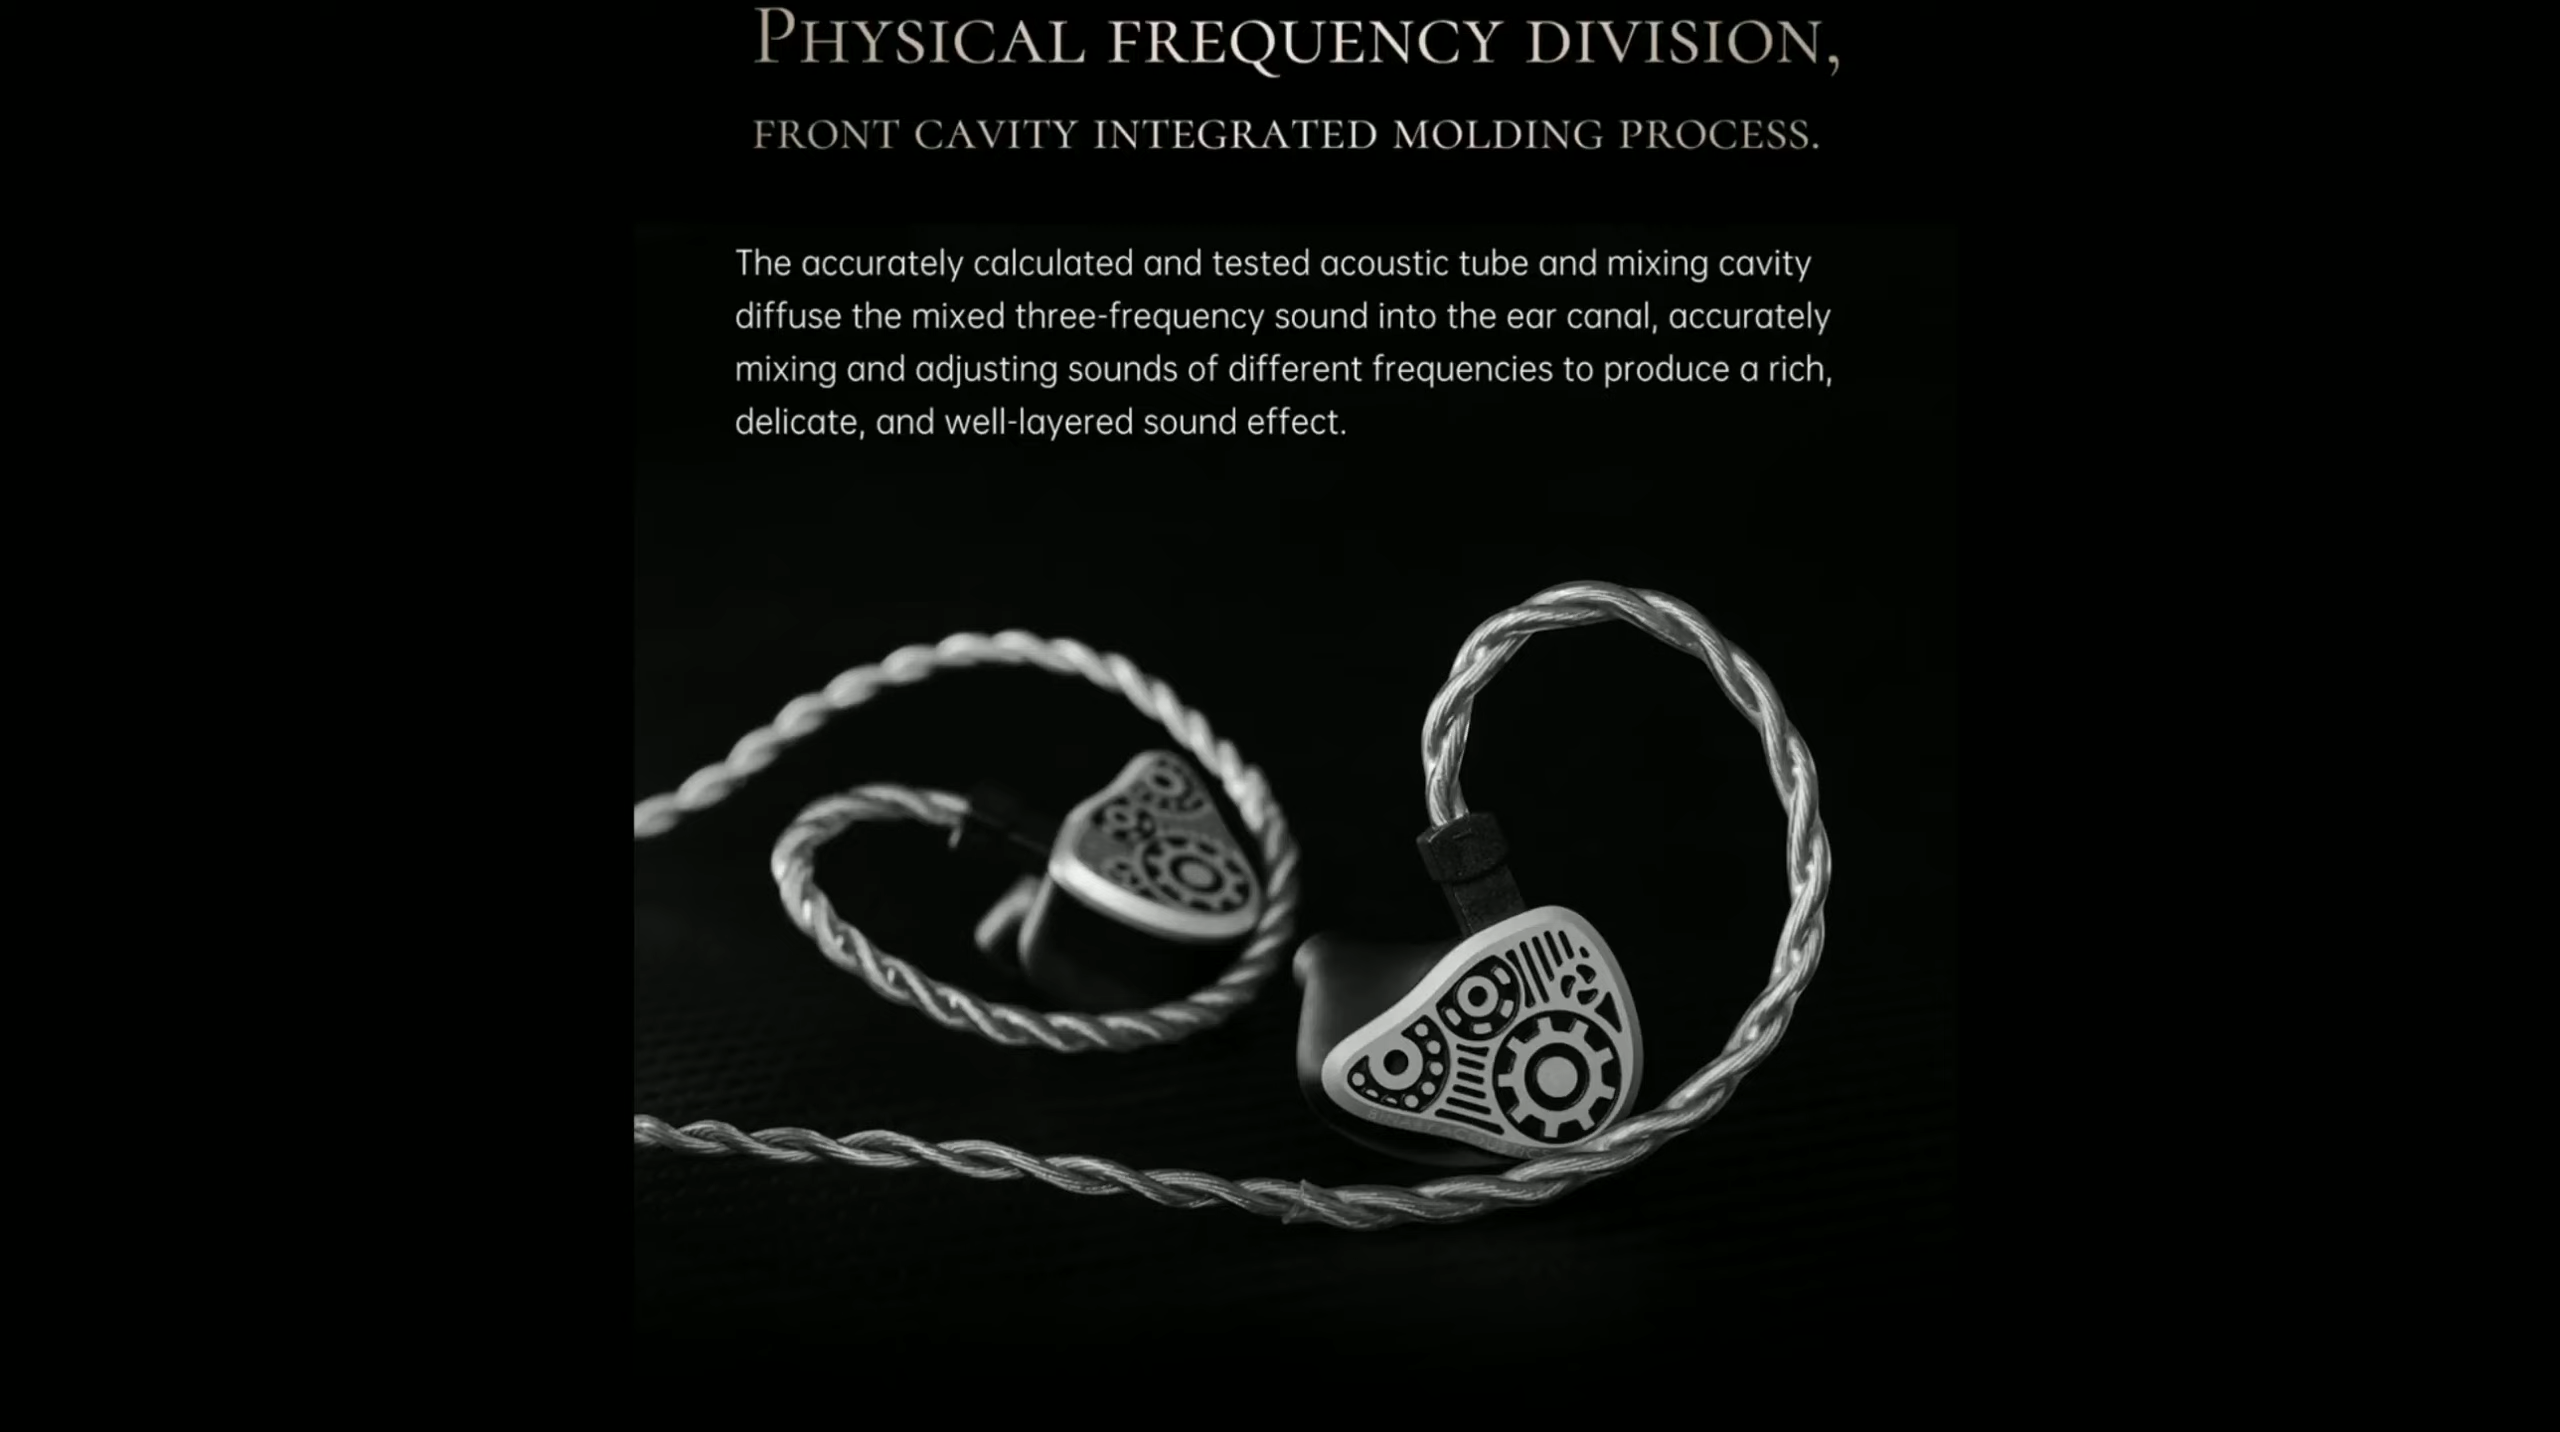 PHYSICAL FREQUENCY DIVISION,
FRONT CAVITY INTEGRATED MOLDING PROCESS.
The accurately calculated and tested acoustic tube and mixing cavity
diffuse the mixed three-frequency sound into the ear canal, accurately
mixing and adjusting sounds of different frequencies to produce a rich,
delicate, and well-layered sound effect.